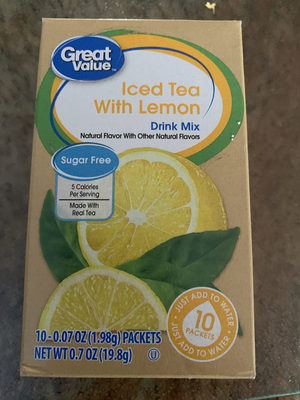 Great
Value™
Iced Tea
With Lemon
Drink Mix
Natural Flavor With Other Natural Flavors
Sugar Free
5 Calories
Per Serving
Made With
Real Tea
JUST ADD TO WATER
10
PACKETS
JUST ADD TO WATER
10 - 0.07 OZ (1.98g) PACKETS
NET WT 0.7 OZ (19.8g)
U